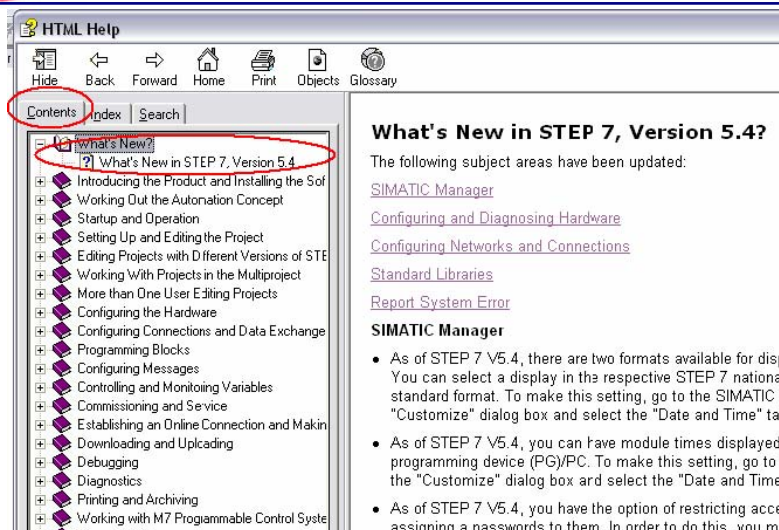 HTML Help
Hide Back Forward Home Print Objects Glossary
Contents Index Search
What's New?
What's New in STEP 7, Version 5.4
Introducing the Product and Installing the Sof
Working Out the Automation Concept
Startup and Operation
Setting Up and Editing the Project
Editing Projects with Different Versions of STE
Working With Projects in the Multiproject
More than One User Editing Projects
Configuring the Hardware
Configuring Connections and Data Exchange
Programming Blocks
Configuring Messages
Controlling and Monitoring Variables
Commissioning and Service
Establishing an Online Connection and Makin
Downloading and Uploading
Debugging
Diagnostics
Printing and Archiving
Working with M7 Programmable Control Syste
What's New in STEP 7, Version 5.4?
The following subject areas have been updated:
SIMATIC Manager
Configuring and Diagnosing Hardware
Configuring Networks and Connections
Standard Libraries
Report System Error
SIMATIC Manager
• As of STEP 7 V5.4, there are two formats available for disp
You can select a display in the respective STEP 7 nationa
standard format. To make this setting, go to the SIMATIC
"Customize" dialog box and select the "Date and Time" ta
• As of STEP 7 V5.4, you can have module times displayed
programming device (PG)/PC. To make this setting, go to
the "Customize" dialog box and select the "Date and Time
• As of STEP 7 V5.4, you have the option of restricting acce
assigning a passwords to them. In order to do this, you pro